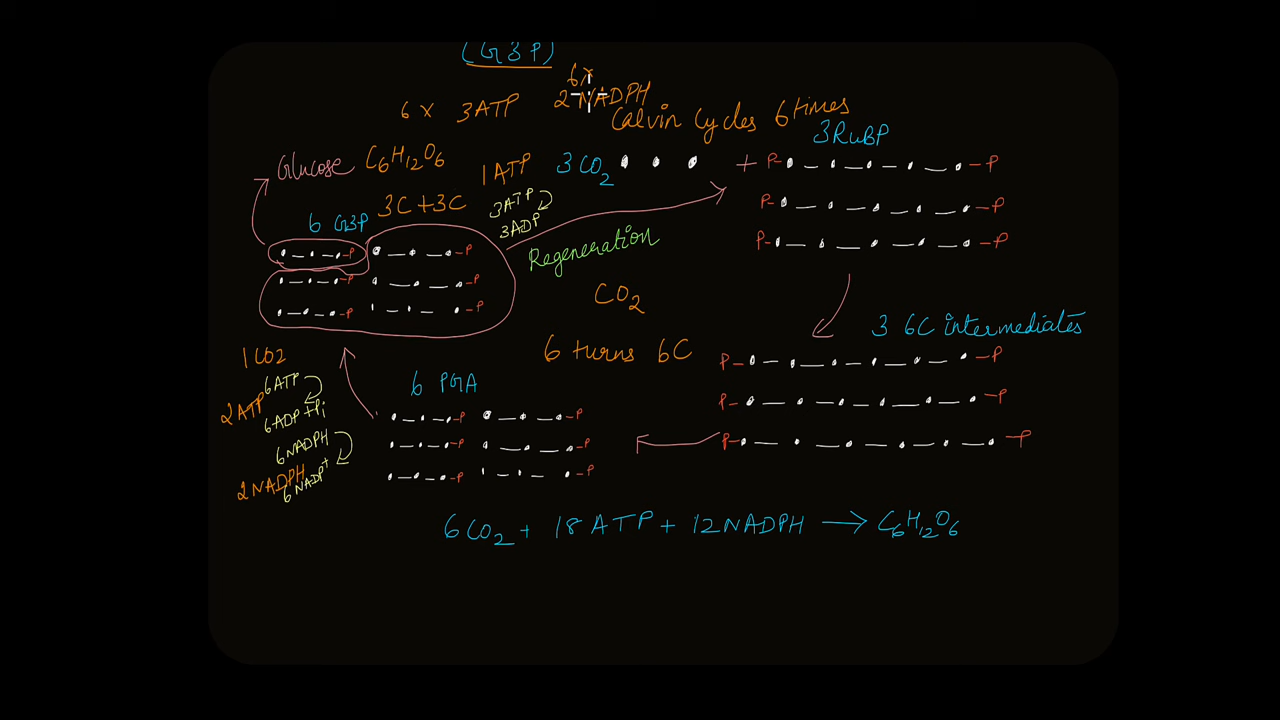 (G3P)
6x
6 x 3ATP 2 NADPH
Calvin Cycles 6 times
3RuBP
Glucose C6H12O6
1ATP 3CO2
+ P- -P
3C + 3C
3ATP
3ADP
P- -P
6 G3P
Regeneration
P- -P
-P -P
-P -P
-P -P
CO2
3 6C intermediates
1 CO2
6 turns 6C
P- -P
6ATP
2ATP
6ADP+Pi
6 PGA
P- -P
6NADPH
-P -P
P- -P
-P -P
2NADPH
6 NADP+
-P -P
6CO2 + 18 ATP + 12NADPH → C6H12O6